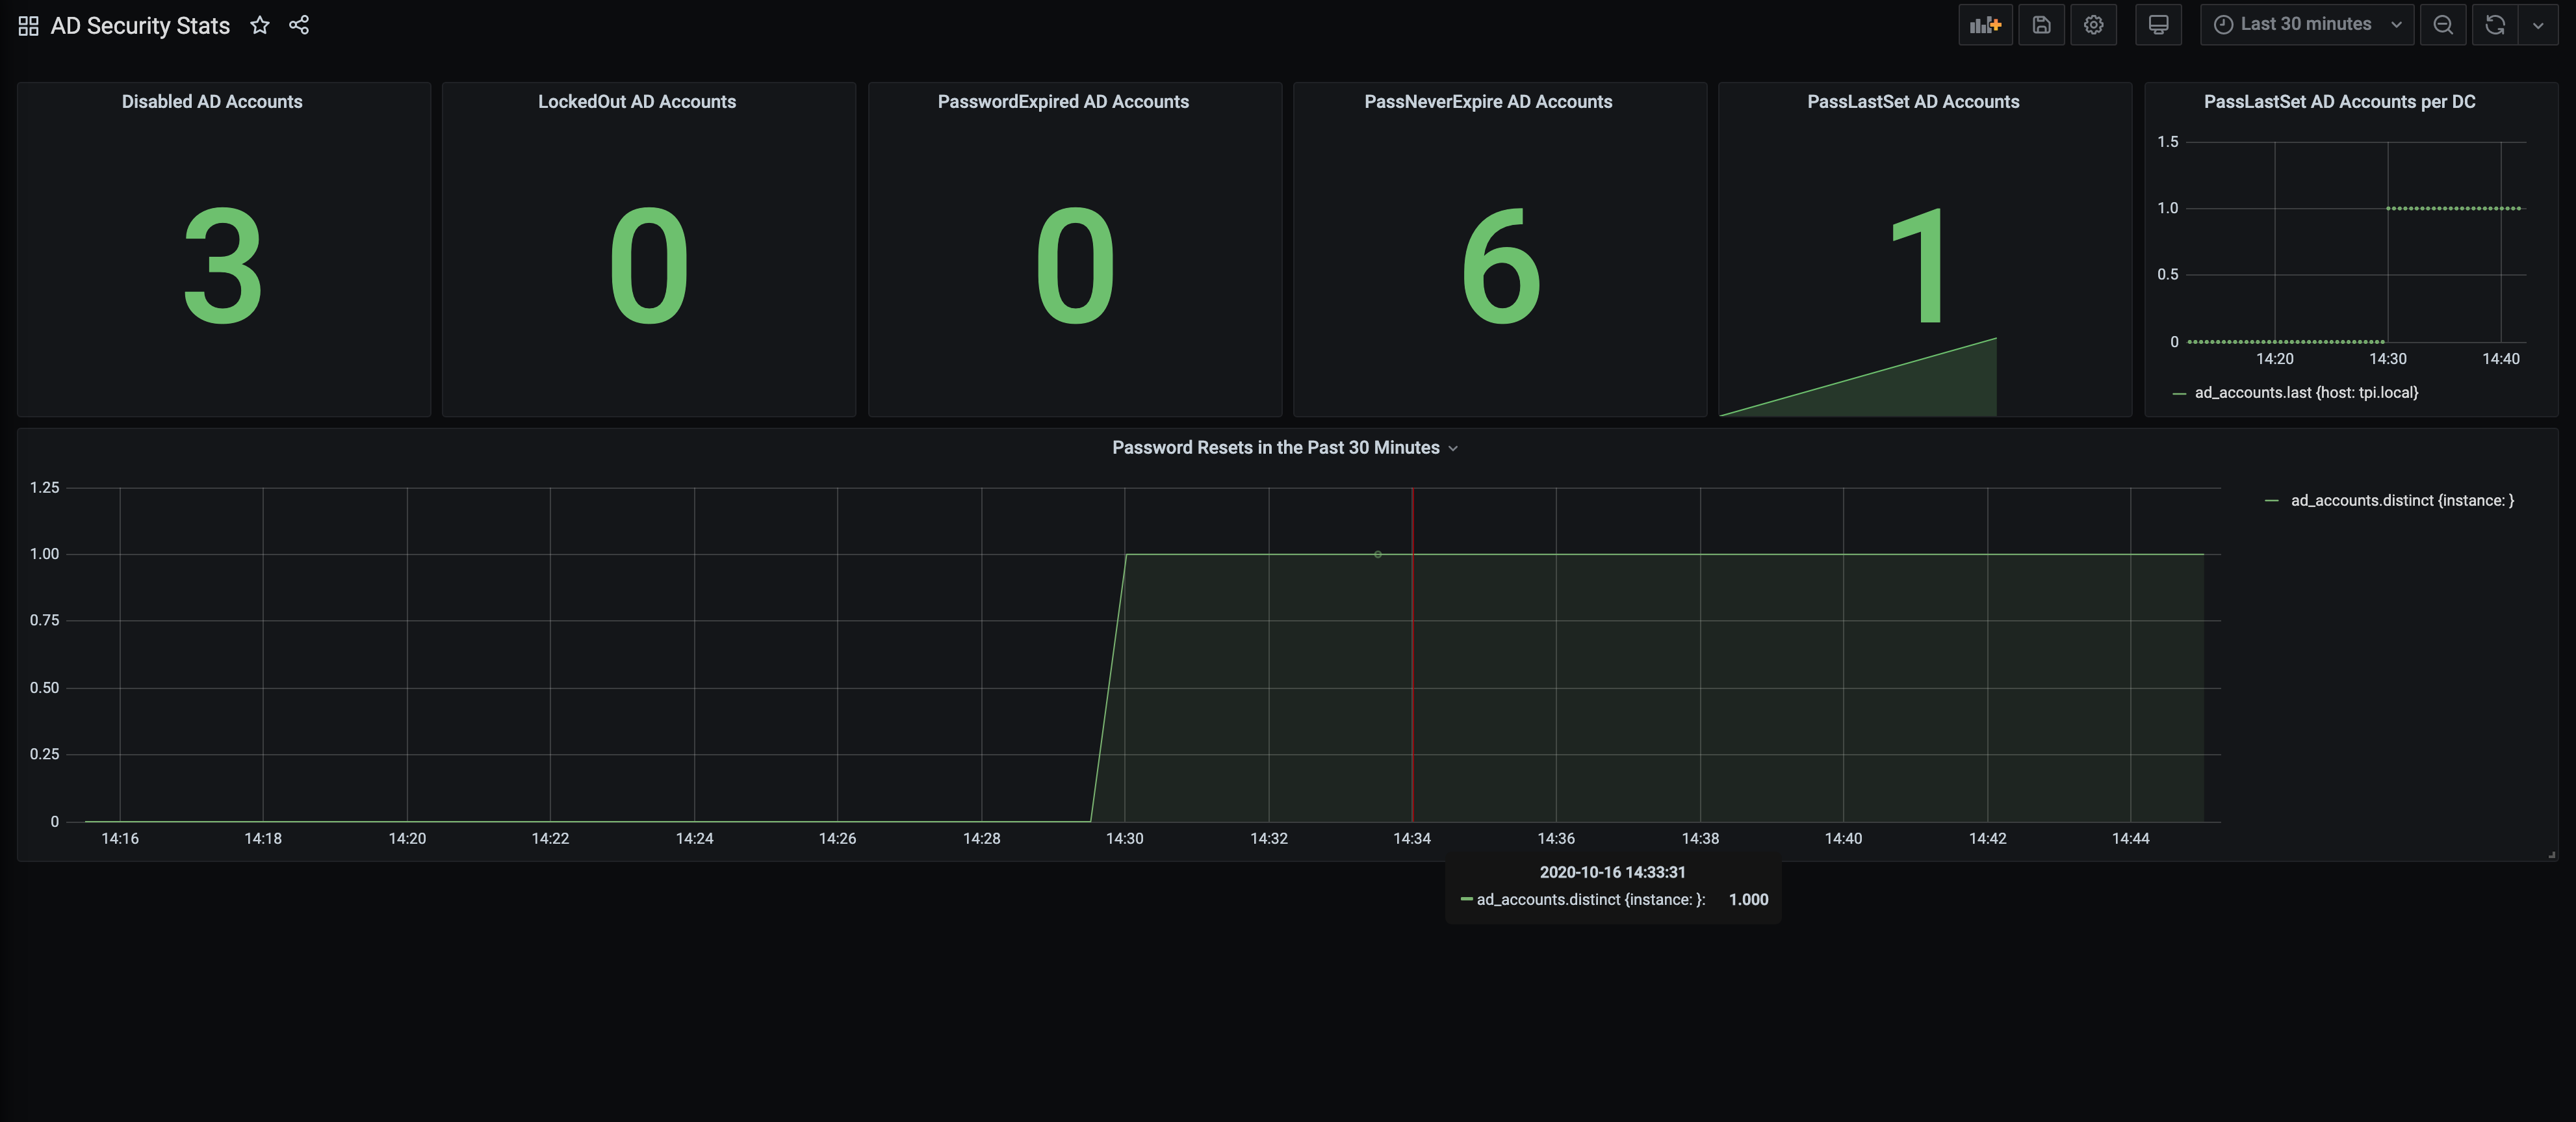 AD Security Stats
Last 30 minutes
Disabled AD Accounts
3
LockedOut AD Accounts
0
PasswordExpired AD Accounts
0
PassNeverExpire AD Accounts
6
PassLastSet AD Accounts
1
PassLastSet AD Accounts per DC
1.5
1.0
0.5
0
14:20 14:30 14:40
ad_accounts.last {host: tpi.local}
Password Resets in the Past 30 Minutes
1.25
1.00
0.75
0.50
0.25
0
14:16 14:18 14:20 14:22 14:24 14:26 14:28 14:30 14:32 14:34 14:36 14:38 14:40 14:42 14:44
ad_accounts.distinct {instance: }
2020-10-16 14:33:31
ad_accounts.distinct {instance: }: 1.000